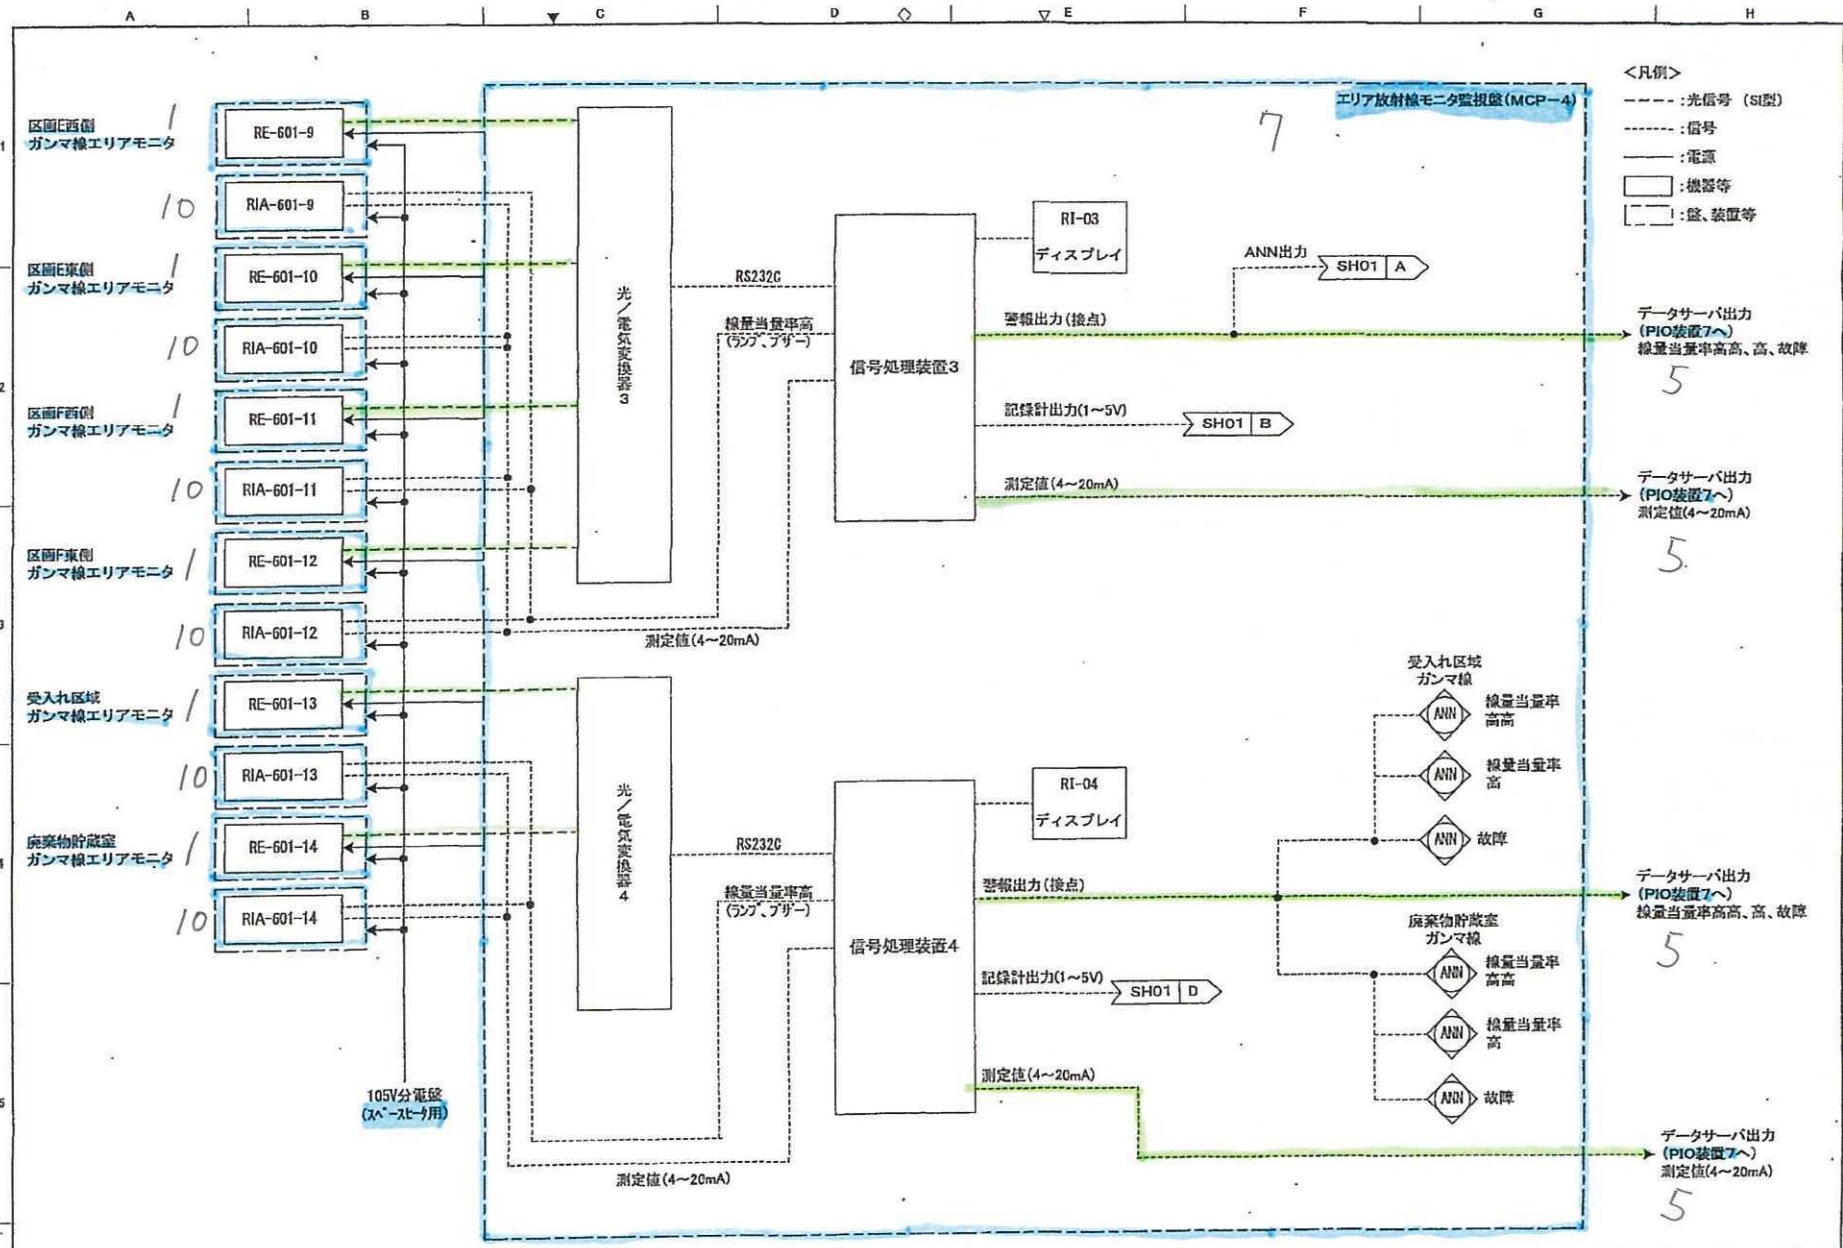 A B C D E F G H
<凡例>
:光信号 (SI型)
:信号
:電源
:機器等
:盤、装置等
エリア放射線モニタ監視盤(MCP-4)
7
1
区画E西側
ガンマ線エリアモニタ
1
RE-601-9
10
RIA-601-9
区画E東側
ガンマ線エリアモニタ
1
RE-601-10
10
RIA-601-10
2
区画F西側
ガンマ線エリアモニタ
1
RE-601-11
10
RIA-601-11
区画F東側
ガンマ線エリアモニタ
1
RE-601-12
3
10
RIA-601-12
受入れ区域
ガンマ線エリアモニタ
1
RE-601-13
10
RIA-601-13
4
廃棄物貯蔵室
ガンマ線エリアモニタ
1
RE-601-14
10
RIA-601-14
5
105V分電盤
(スペースヒータ用)
光/電気変換器3
RS232C
線量当量率高
(ランプ、ブザー)
測定値(4~20mA)
信号処理装置3
RI-03
ディスプレイ
ANN出力
SH01 A
警報出力(接点)
記録計出力(1~5V)
SH01 B
測定値(4~20mA)
データサーバ出力
(PIO装置7へ)
線量当量率高高、高、故障
5
データサーバ出力
(PIO装置7へ)
測定値(4~20mA)
5
光/電気変換器4
RS232C
線量当量率高
(ランプ、ブザー)
測定値(4~20mA)
信号処理装置4
RI-04
ディスプレイ
警報出力(接点)
記録計出力(1~5V)
SH01 D
測定値(4~20mA)
受入れ区域
ガンマ線
ANN
線量当量率
高高
ANN
線量当量率
高
ANN
故障
廃棄物貯蔵室
ガンマ線
ANN
線量当量率
高高
ANN
線量当量率
高
ANN
故障
データサーバ出力
(PIO装置7へ)
線量当量率高高、高、故障
5
データサーバ出力
(PIO装置7へ)
測定値(4~20mA)
5